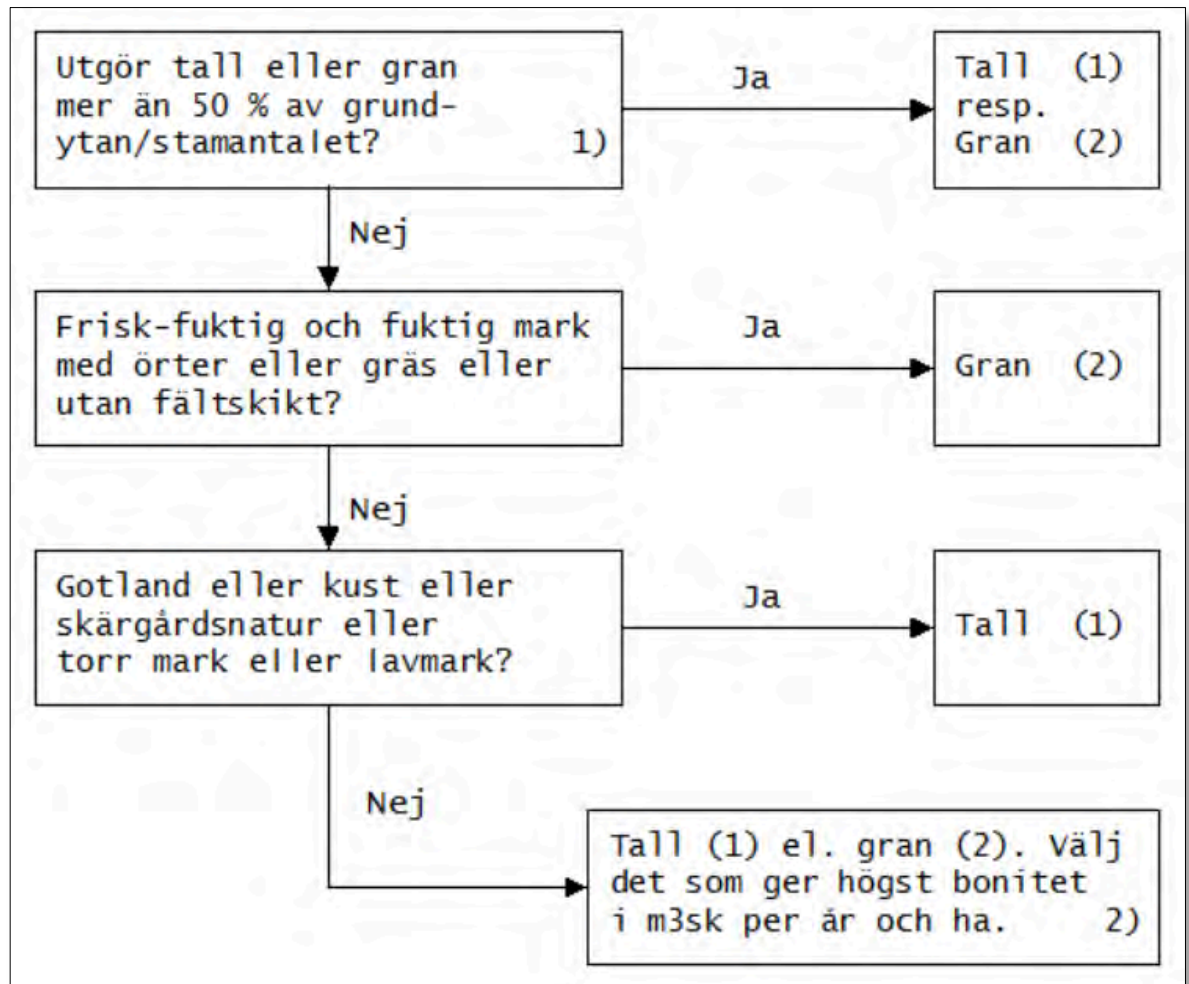 Utgör tall eller gran
mer än 50 % av grund-
ytan/stamantalet? 1)
Ja
Tall (1)
resp.
Gran (2)
Nej
Frisk-fuktig och fuktig mark
med örter eller gräs eller
utan fältskikt?
Ja
Gran (2)
Nej
Gotland eller kust eller
skärgårdsnatur eller
torr mark eller lavmark?
Ja
Tall (1)
Nej
Tall (1) el. gran (2). Välj
det som ger högst bonitet
i m3sk per år och ha. 2)